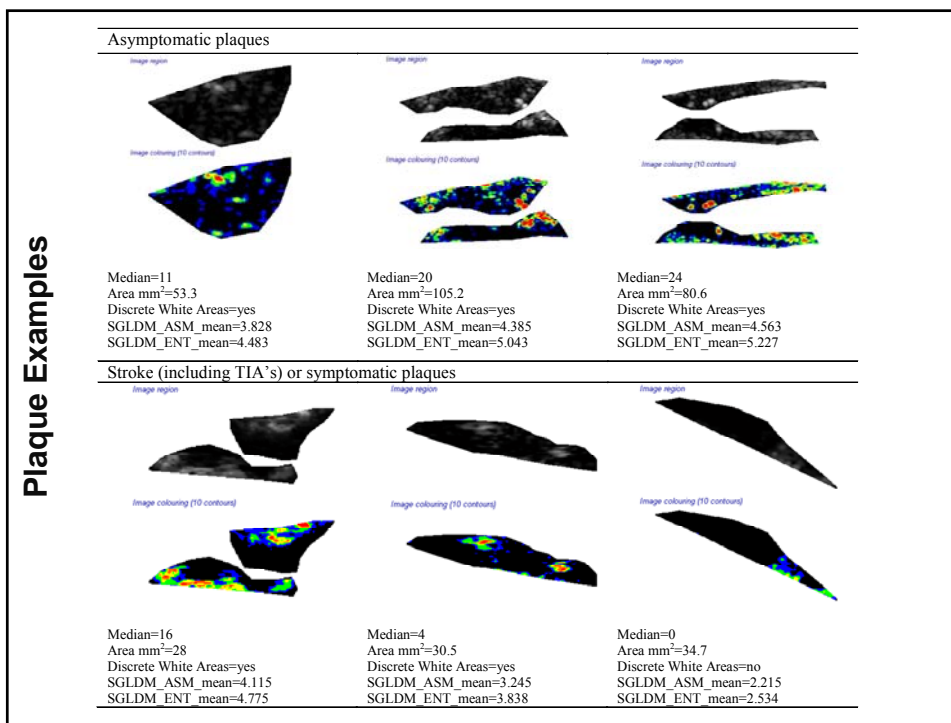 Plaque Examples
Asymptomatic plaques
Image region
Image region
Image region
Image colouring (10 contours)
Image colouring (10 contours)
Image colouring (10 contours)
Median=11
Area mm²=53.3
Discrete White Areas=yes
SGLDM_ASM_mean=3.828
SGLDM_ENT_mean=4.483
Median=20
Area mm²=105.2
Discrete White Areas=yes
SGLDM_ASM_mean=4.385
SGLDM_ENT_mean=5.043
Median=24
Area mm²=80.6
Discrete White Areas=yes
SGLDM_ASM_mean=4.563
SGLDM_ENT_mean=5.227
Stroke (including TIA's) or symptomatic plaques
Image region
Image region
Image region
Image colouring (10 contours)
Image colouring (10 contours)
Image colouring (10 contours)
Median=16
Area mm²=28
Discrete White Areas=yes
SGLDM_ASM_mean=4.115
SGLDM_ENT_mean=4.775
Median=4
Area mm²=30.5
Discrete White Areas=yes
SGLDM_ASM_mean=3.245
SGLDM_ENT_mean=3.838
Median=0
Area mm²=34.7
Discrete White Areas=no
SGLDM_ASM_mean=2.215
SGLDM_ENT_mean=2.534